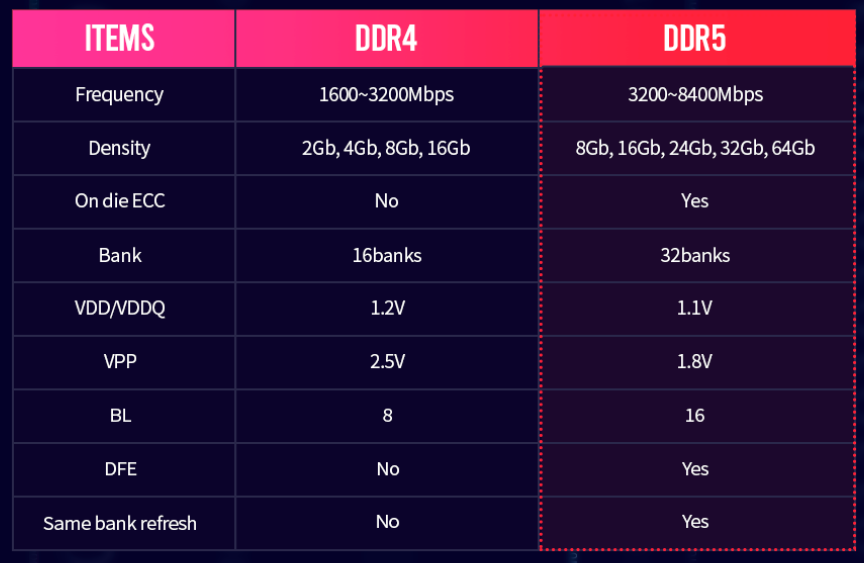 ITEMS DDR4 DDR5
Frequency 1600~3200Mbps 3200~8400Mbps
Density 2Gb, 4Gb, 8Gb, 16Gb 8Gb, 16Gb, 24Gb, 32Gb, 64Gb
On die ECC No Yes
Bank 16banks 32banks
VDD/VDDQ 1.2V 1.1V
VPP 2.5V 1.8V
BL 8 16
DFE No Yes
Same bank refresh No Yes